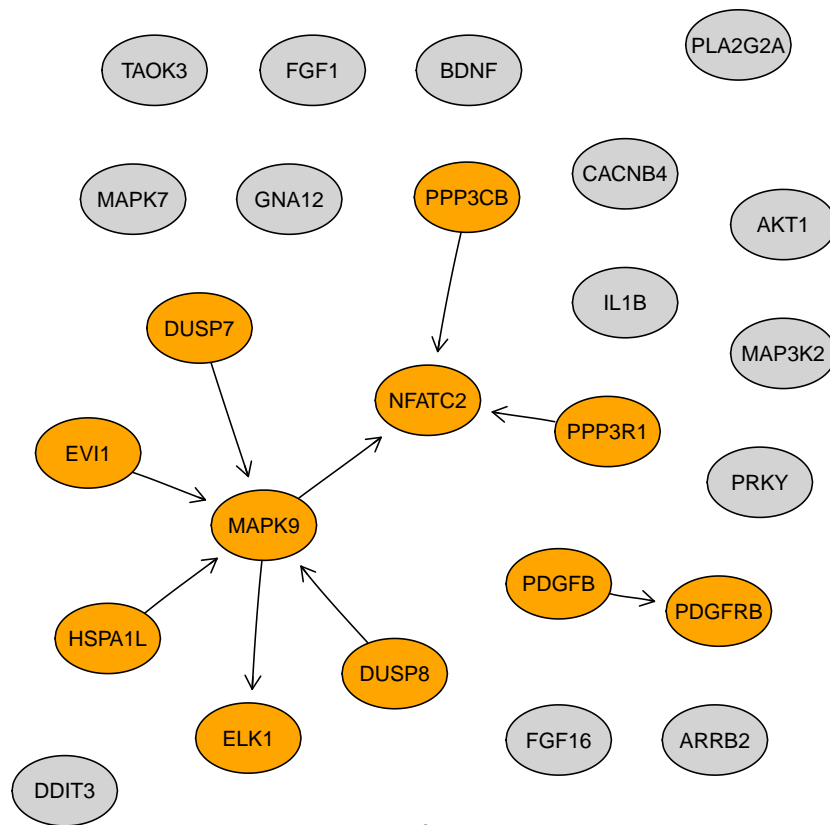 PLA2G2A
TAOK3
FGF1
BDNF
CACNB4
MAPK7
GNA12
PPP3CB
AKT1
IL1B
DUSP7
MAP3K2
NFATC2
PPP3R1
EVI1
PRKY
MAPK9
PDGFB
PDGFRB
HSPA1L
DUSP8
ELK1
FGF16
ARRB2
DDIT3